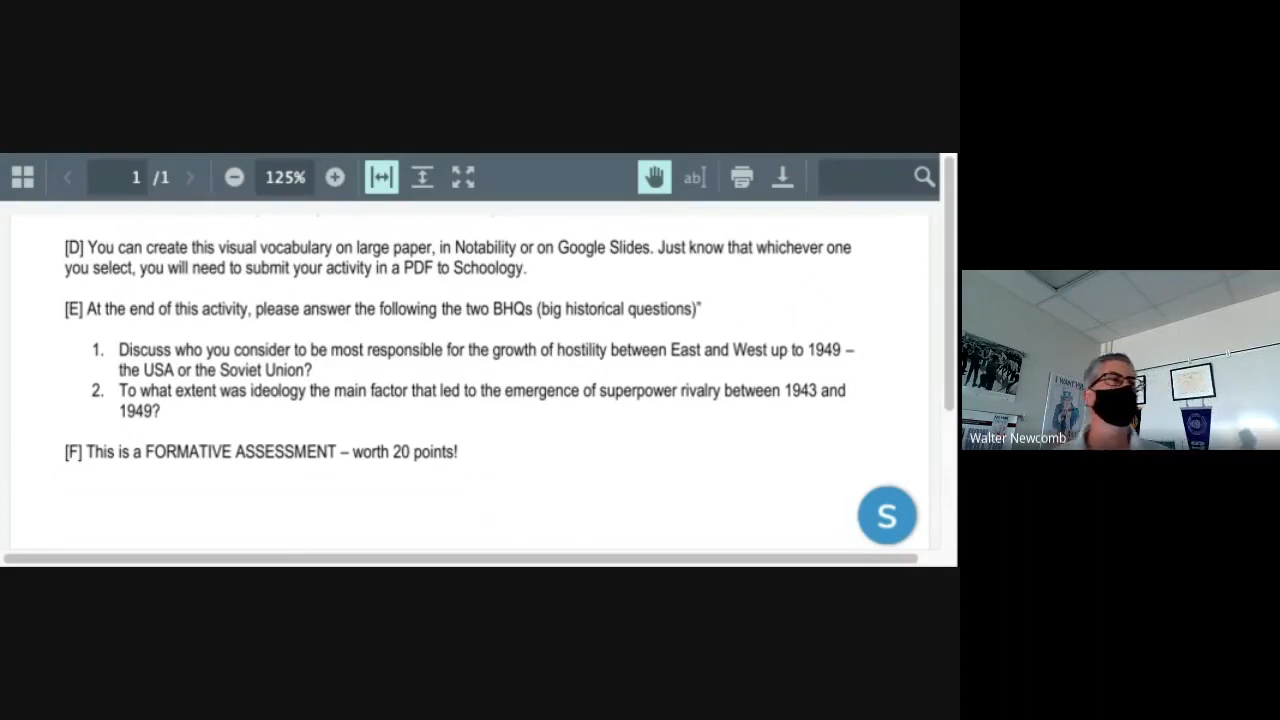 1 /1
125%
ab
[D] You can create this visual vocabulary on large paper, in Notability or on Google Slides. Just know that whichever one
you select, you will need to submit your activity in a PDF to Schoology.
[E] At the end of this activity, please answer the following the two BHQs (big historical questions)"
1. Discuss who you consider to be most responsible for the growth of hostility between East and West up to 1949 –
the USA or the Soviet Union?
2. To what extent was ideology the main factor that led to the emergence of superpower rivalry between 1943 and
1949?
[F] This is a FORMATIVE ASSESSMENT – worth 20 points!
S
I WANT YOU
Walter Newcomb